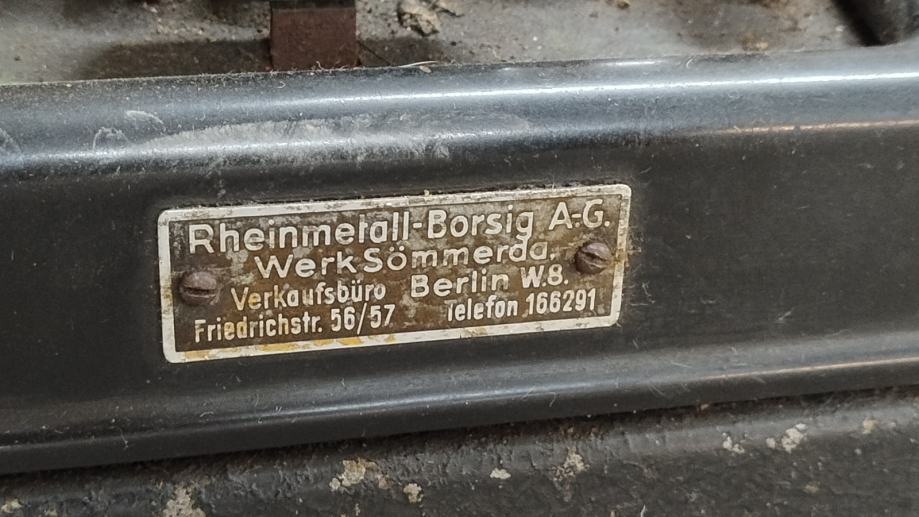 Rheinmetall-Borsig A-G.
Werk Sömmerda.
Verkaufsbüro Berlin W.8.
Friedrichstr. 56/57 Telefon 166291